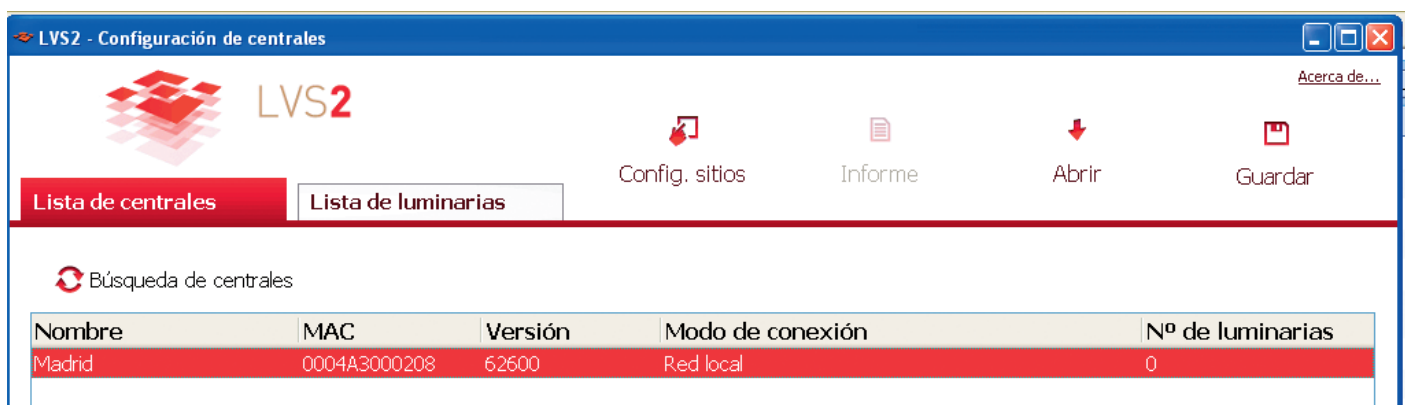 LVS2 - Configuración de centrales
Acerca de...
LVS2
Config. sitios Informe Abrir Guardar
Lista de centrales Lista de luminarias
Búsqueda de centrales
Nombre MAC Versión Modo de conexión Nº de luminarias
Madrid 0004A3000208 62600 Red local 0